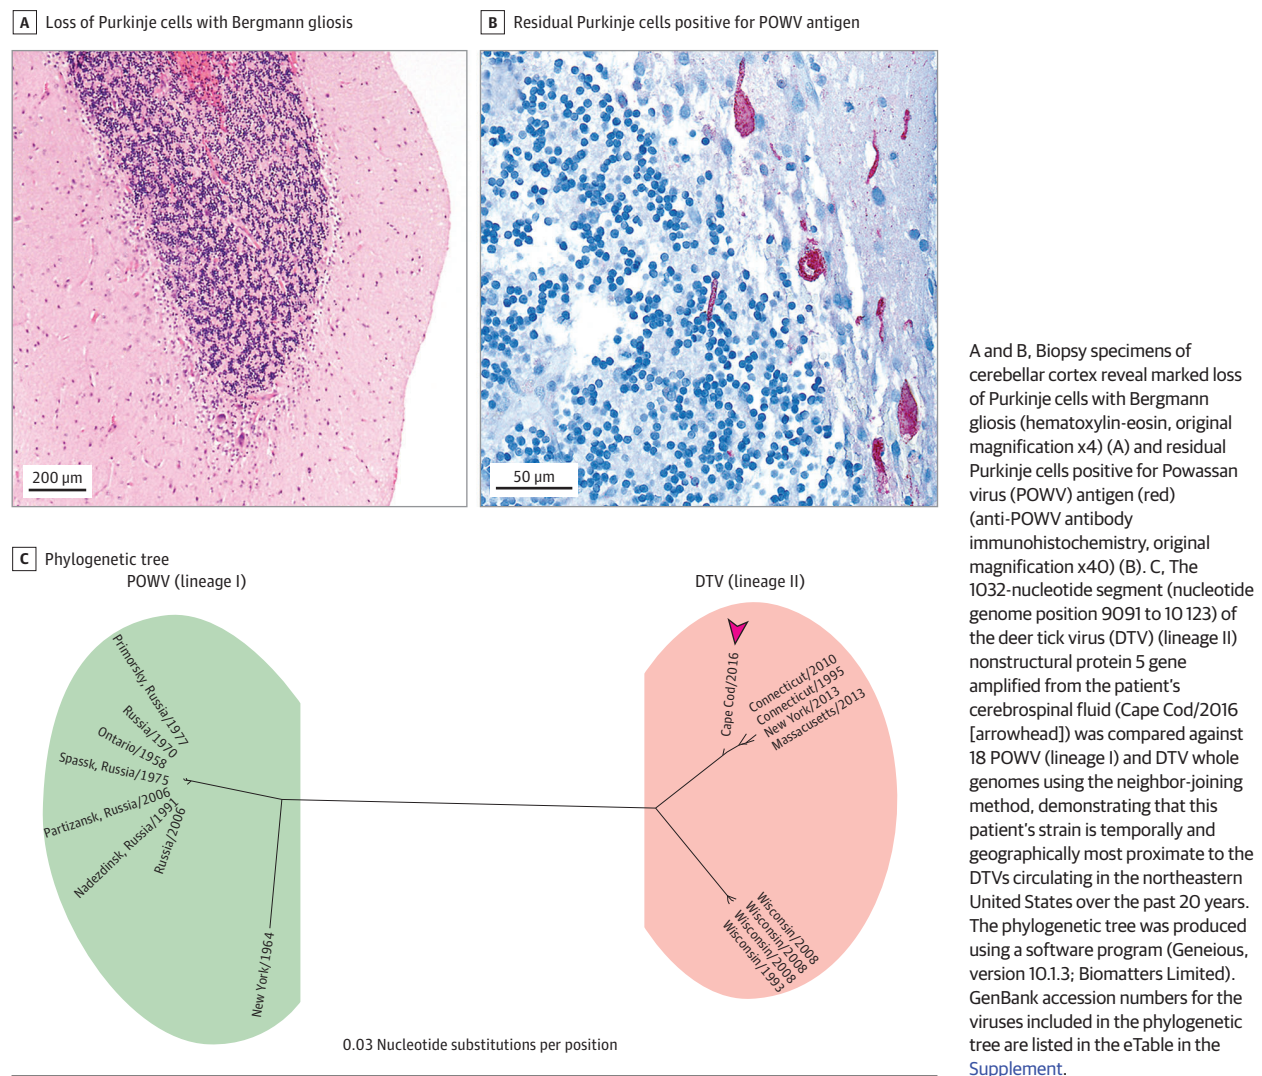 A Loss of Purkinje cells with Bergmann gliosis
B Residual Purkinje cells positive for POWV antigen
200 µm
50 µm
A and B, Biopsy specimens of
cerebellar cortex reveal marked loss
of Purkinje cells with Bergmann
gliosis (hematoxylin-eosin, original
magnification x4) (A) and residual
Purkinje cells positive for Powassan
virus (POWV) antigen (red)
(anti-POWV antibody
immunohistochemistry, original
magnification x40) (B). C, The
1032-nucleotide segment (nucleotide
genome position 9091 to 10 123) of
the deer tick virus (DTV) (lineage II)
nonstructural protein 5 gene
amplified from the patient's
cerebrospinal fluid (Cape Cod/2016
[arrowhead]) was compared against
18 POWV (lineage I) and DTV whole
genomes using the neighbor-joining
method, demonstrating that this
patient's strain is temporally and
geographically most proximate to the
DTVs circulating in the northeastern
United States over the past 20 years.
The phylogenetic tree was produced
using a software program (Geneious,
version 10.1.3; Biomatters Limited).
GenBank accession numbers for the
viruses included in the phylogenetic
tree are listed in the eTable in the
Supplement.
C Phylogenetic tree
POWV (lineage I)
DTV (lineage II)
Primorsky, Russia/1977
Russia/1970
Ontario/1958
Spassk, Russia/1975
Partizansk, Russia/2006
Nadezdinsk, Russia/1991
Russia/2006
New York/1964
Cape Cod/2016
Connecticut/2010
Connecticut/1995
New York/2013
Massacusetts/2013
Wisconsin/2008
Wisconsin/2008
Wisconsin/2008
Wisconsin/1993
0.03 Nucleotide substitutions per position